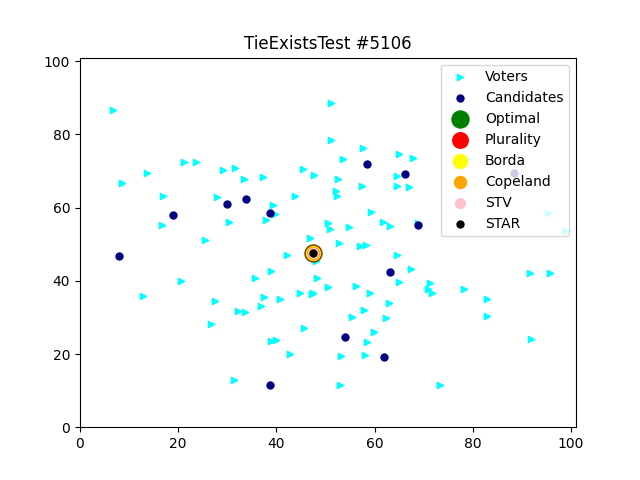 TieExistsTest #5106
100
80
60
40
20
0
0 20 40 60 80 100
Voters
Candidates
Optimal
Plurality
Borda
Copeland
STV
STAR